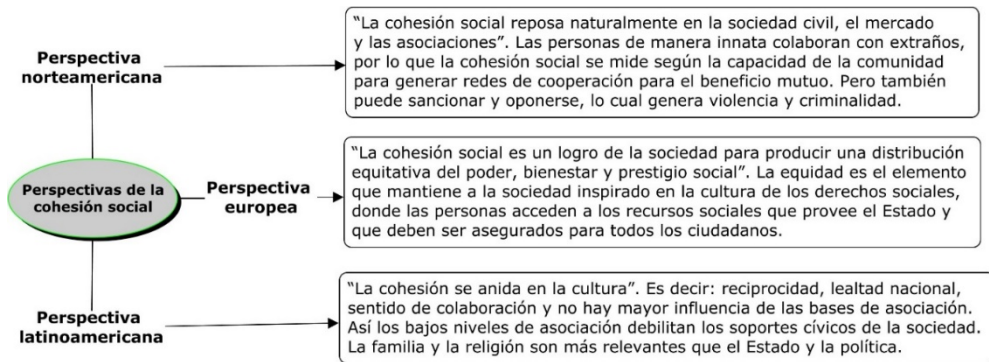 Perspectivas de la
cohesión social
Perspectiva
norteamericana
“La cohesión social reposa naturalmente en la sociedad civil, el mercado
y las asociaciones”. Las personas de manera innata colaboran con extraños,
por lo que la cohesión social se mide según la capacidad de la comunidad
para generar redes de cooperación para el beneficio mutuo. Pero también
puede sancionar y oponerse, lo cual genera violencia y criminalidad.
Perspectiva
europea
“La cohesión social es un logro de la sociedad para producir una distribución
equitativa del poder, bienestar y prestigio social”. La equidad es el elemento
que mantiene a la sociedad inspirado en la cultura de los derechos sociales,
donde las personas acceden a los recursos sociales que provee el Estado y
que deben ser asegurados para todos los ciudadanos.
Perspectiva
latinoamericana
“La cohesión se anida en la cultura”. Es decir: reciprocidad, lealtad nacional,
sentido de colaboración y no hay mayor influencia de las bases de asociación.
Así los bajos niveles de asociación debilitan los soportes cívicos de la sociedad.
La familia y la religión son más relevantes que el Estado y la política.